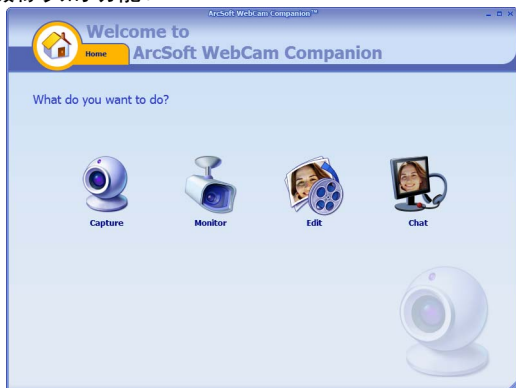 ArcSoft WebCam Companion™
Welcome to
Home
ArcSoft WebCam Companion
What do you want to do?
Capture
Monitor
Edit
Chat